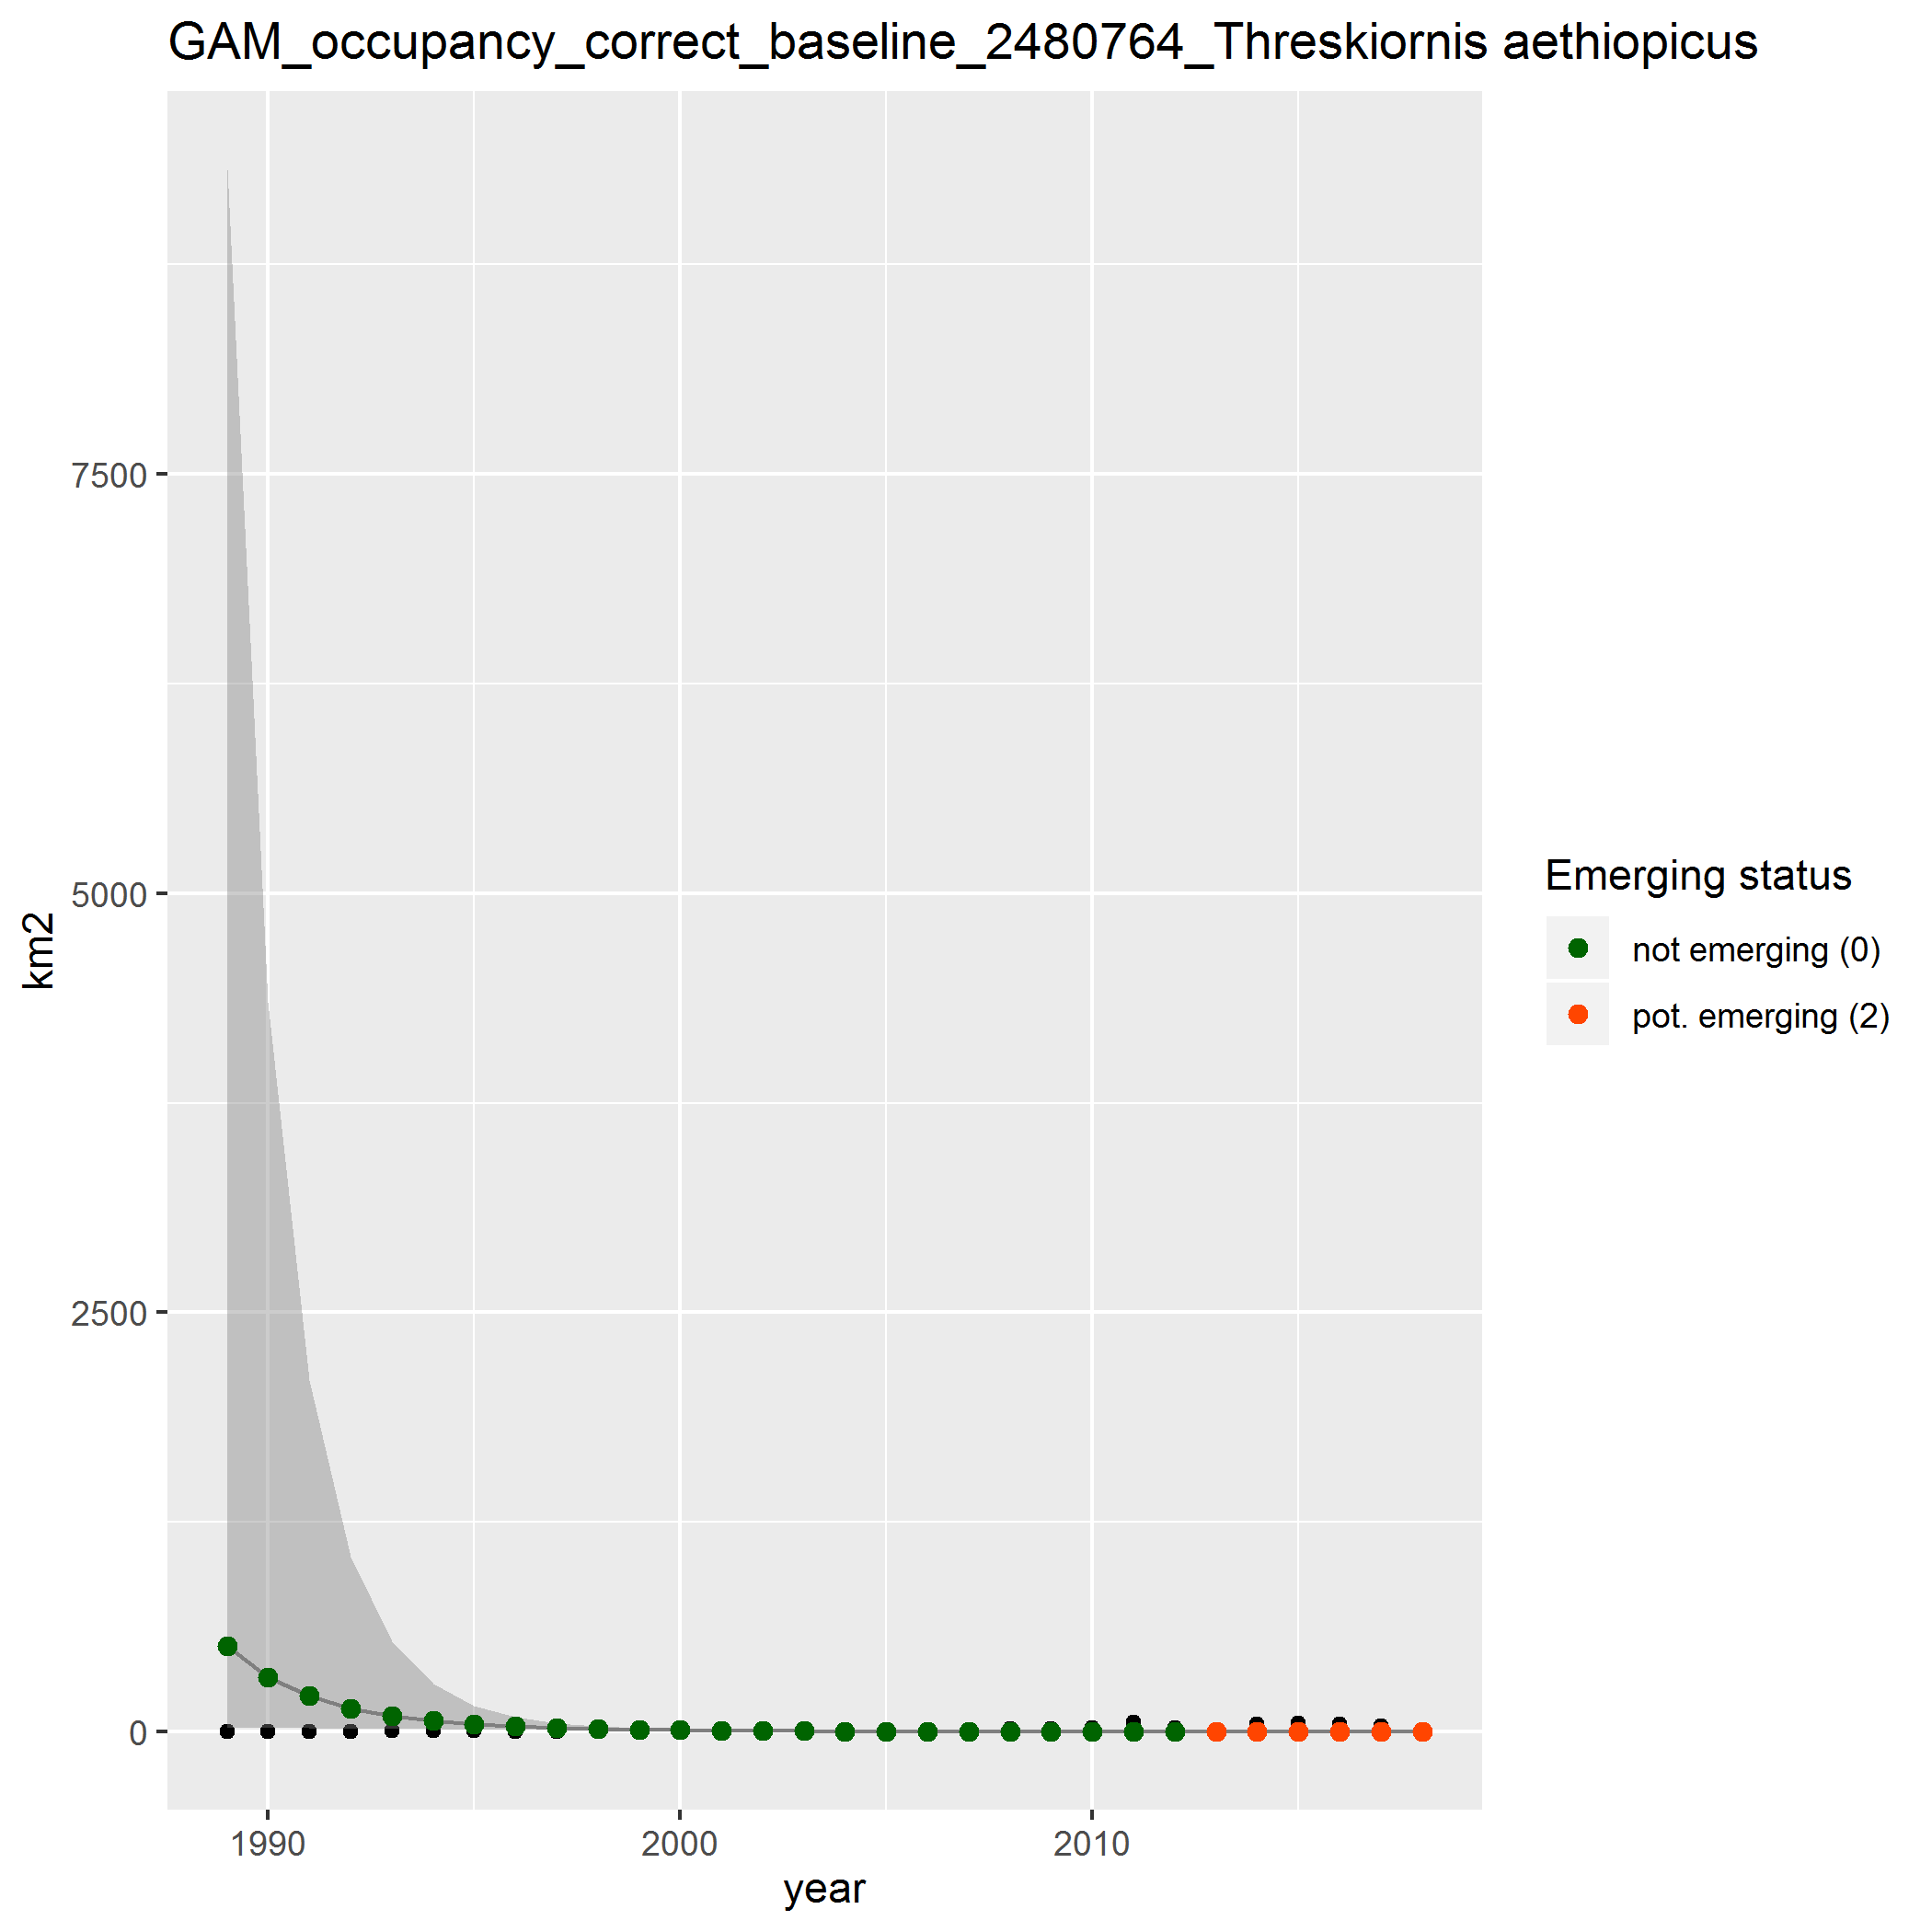 GAM_occupancy_correct_baseline_2480764_Threskiornis aethiopicus
7500
5000
2500
0
km2
1990
2000
2010
year
Emerging status
not emerging (0)
pot. emerging (2)